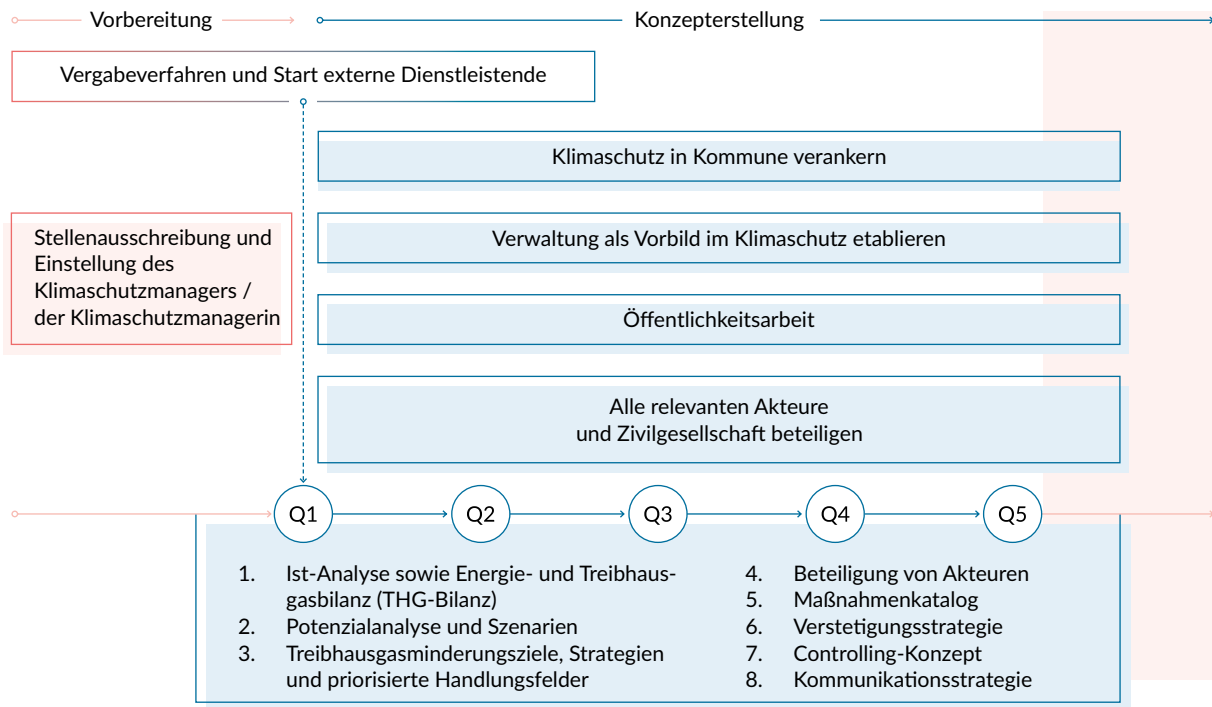 Vorbereitung
Konzepterstellung
Vergabeverfahren und Start externe Dienstleistende
Klimaschutz in Kommune verankern
Stellenausschreibung und
Einstellung des
Klimaschutzmanagers /
der Klimaschutzmanagerin
Verwaltung als Vorbild im Klimaschutz etablieren
Öffentlichkeitsarbeit
Alle relevanten Akteure
und Zivilgesellschaft beteiligen
Q1
Q2
Q3
Q4
Q5
1. Ist-Analyse sowie Energie- und Treibhaus-
gasbilanz (THG-Bilanz)
2. Potenzialanalyse und Szenarien
3. Treibhausgasminderungsziele, Strategien
und priorisierte Handlungsfelder
4. Beteiligung von Akteuren
5. Maßnahmenkatalog
6. Verstetigungsstrategie
7. Controlling-Konzept
8. Kommunikationsstrategie